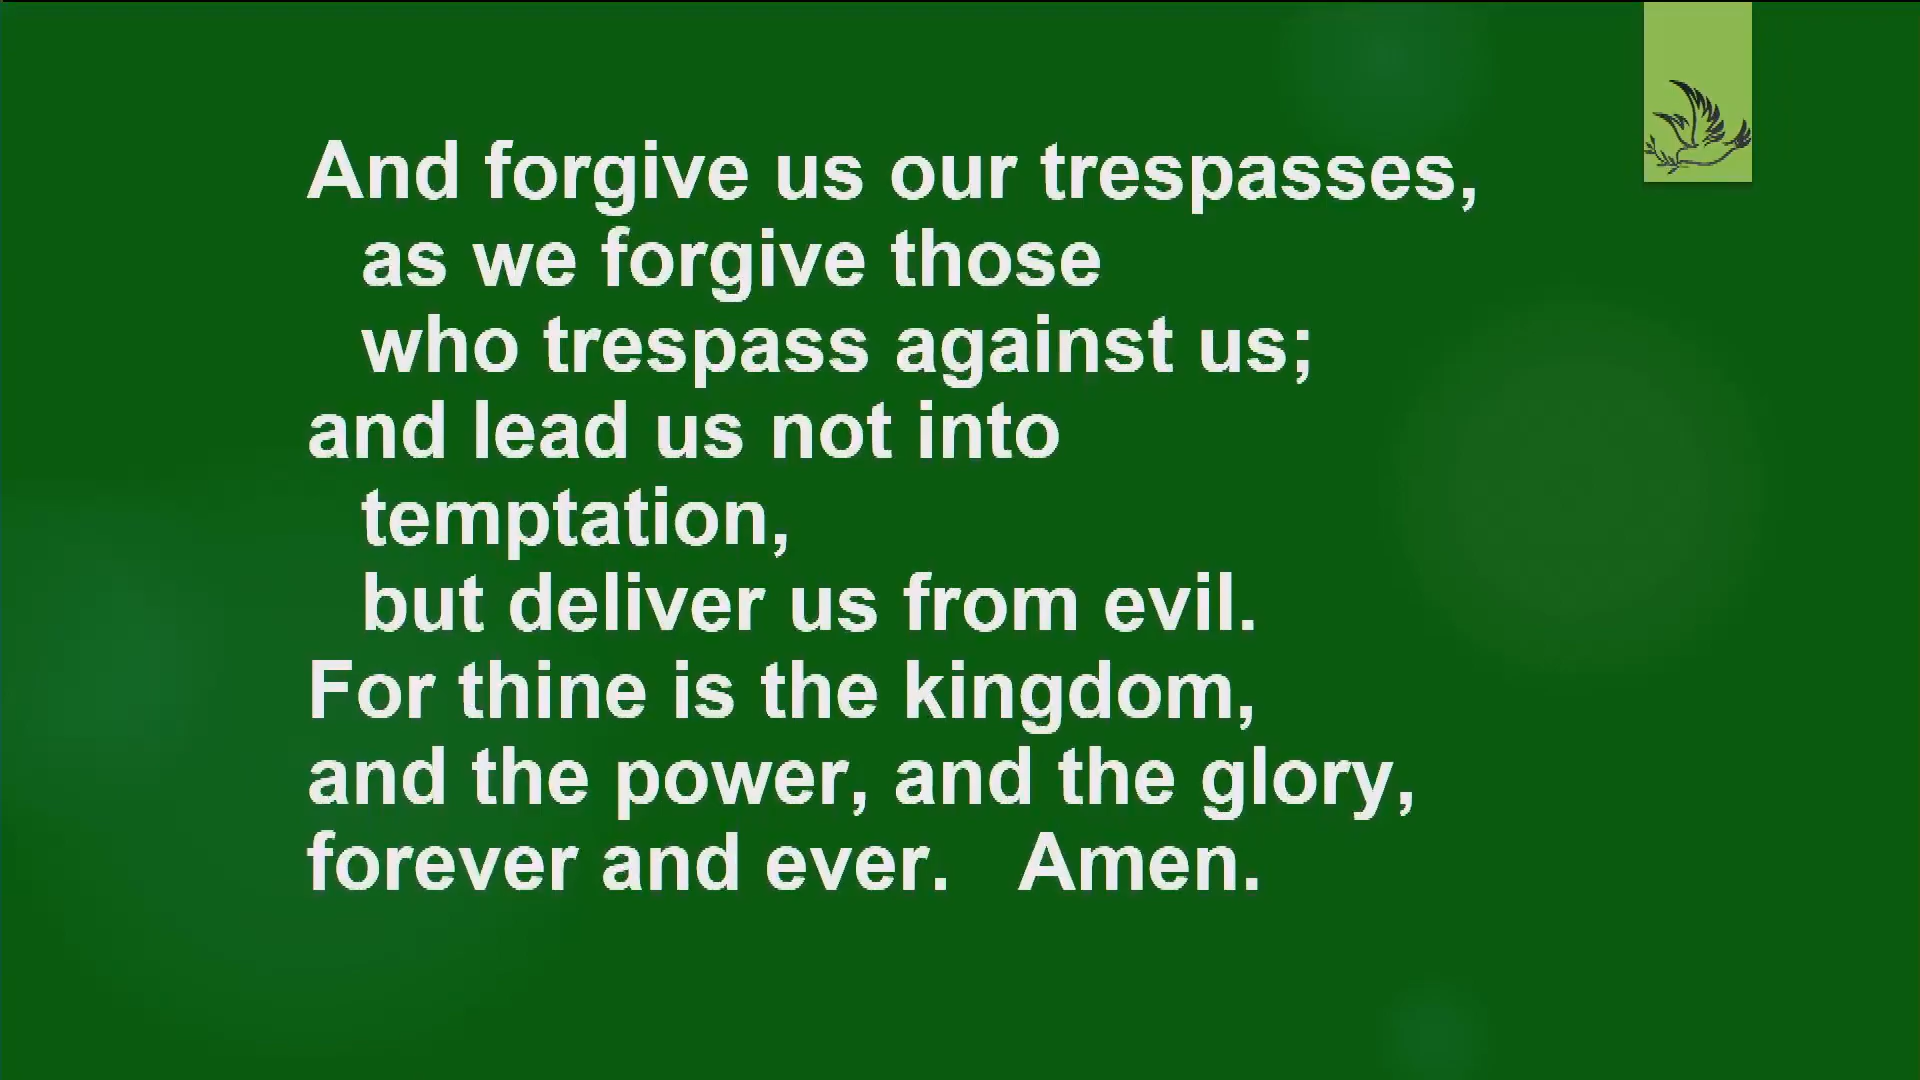 And forgive us our trespasses,
as we forgive those
who trespass against us;
and lead us not into
temptation,
but deliver us from evil.
For thine is the kingdom,
and the power, and the glory,
forever and ever.   Amen.